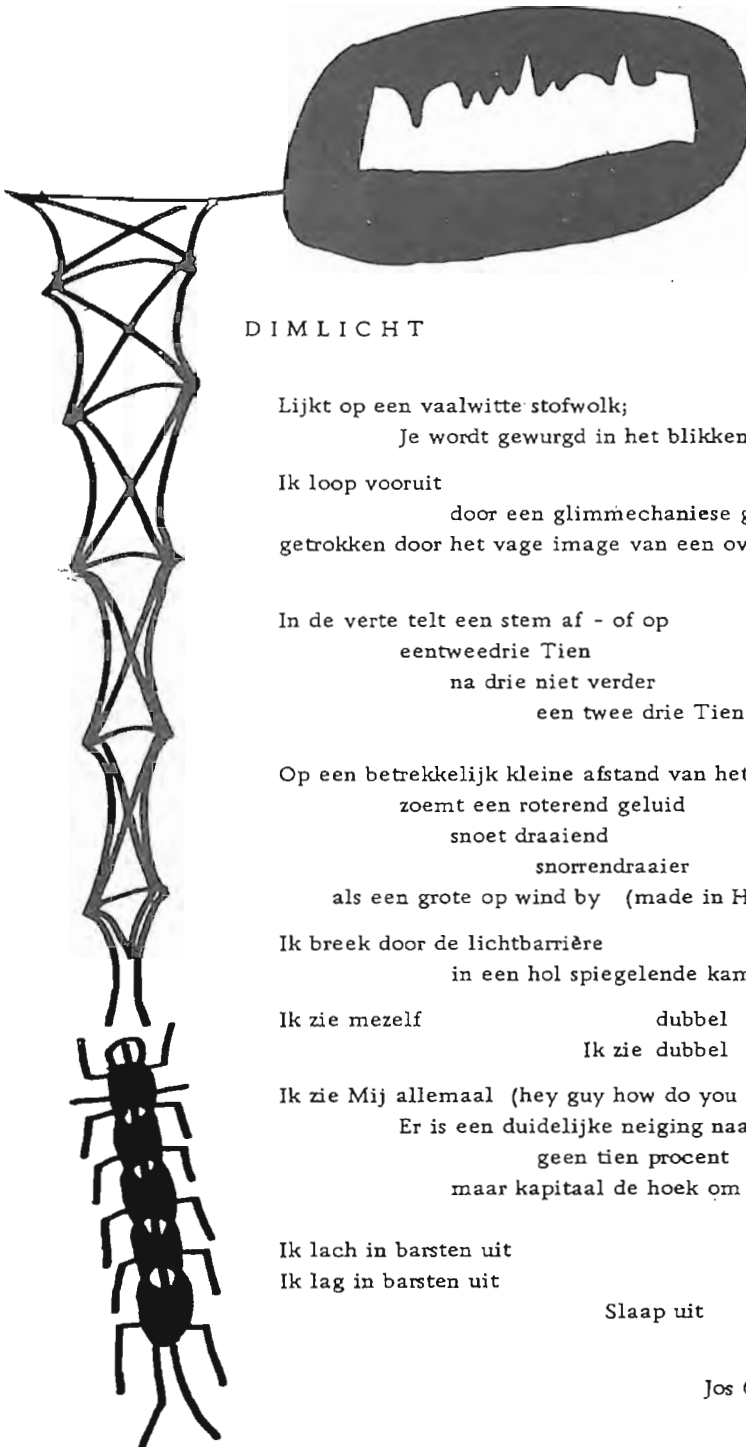 DIMLICHT
Lijkt op een vaalwitte stofwolk;
Je wordt gewurgd in het blikken
Ik loop vooruit
door een glimmechaniese g
getrokken door het vage image van een ov
In de verte telt een stem af - of op
eentweedrie Tien
na drie niet verder
een twee drie Tien
Op een betrekkelijk kleine afstand van het
zoemt een roterend geluid
snoet draaiend
snorrendraaier
als een grote op wind by (made in H
Ik breek door de lichtbarrière
in een hol spiegelende kam
Ik zie mezelf dubbel
Ik zie dubbel
Ik zie Mij allemaal (hey guy how do you
Er is een duidelijke neiging naa
geen tien procent
maar kapitaal de hoek om
Ik lach in barsten uit
Ik lag in barsten uit
Slaap uit
Jos